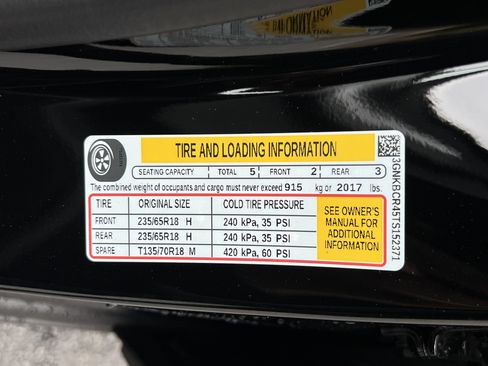 TIRE AND LOADING INFORMATION
SEATING CAPACITY TOTAL 5 FRONT 2 REAR 3
The combined weight of occupants and cargo must never exceed 915 kg or 2017 lbs.
TIRE ORIGINAL SIZE COLD TIRE PRESSURE
FRONT 235/65R18 H 240 kPa, 35 PSI
REAR 235/65R18 H 240 kPa, 35 PSI
SPARE T135/70R18 M 420 kPa, 60 PSI
SEE OWNER'S
MANUAL FOR
ADDITIONAL
INFORMATION
3GNKBCR45TS152371